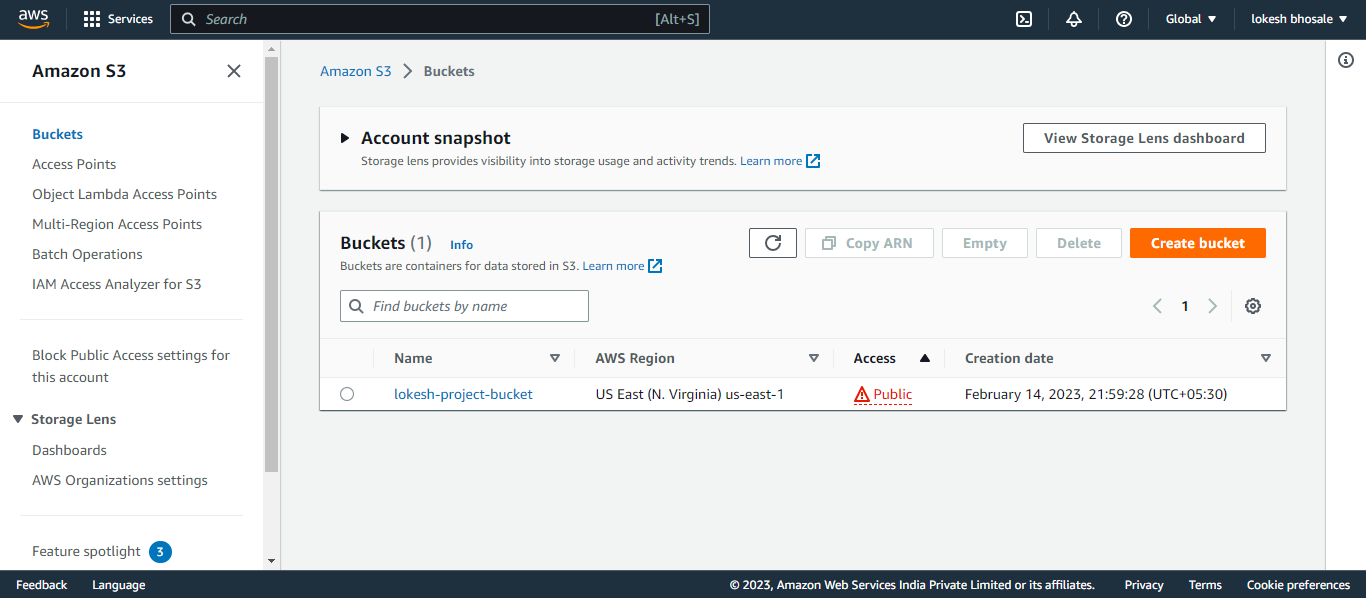 aws
Services
Search [Alt+S]
Global
lokesh bhosale
Amazon S3
Buckets
Access Points
Object Lambda Access Points
Multi-Region Access Points
Batch Operations
IAM Access Analyzer for S3
Block Public Access settings for
this account
Storage Lens
Dashboards
AWS Organizations settings
Feature spotlight 3
Amazon S3 Buckets
Account snapshot
Storage lens provides visibility into storage usage and activity trends. Learn more
View Storage Lens dashboard
Buckets (1) Info
Buckets are containers for data stored in S3. Learn more
Copy ARN
Empty
Delete
Create bucket
Find buckets by name
1
Name AWS Region Access Creation date
lokesh-project-bucket US East (N. Virginia) us-east-1 Public February 14, 2023, 21:59:28 (UTC+05:30)
Feedback Language © 2023, Amazon Web Services India Private Limited or its affiliates. Privacy Terms Cookie preferences